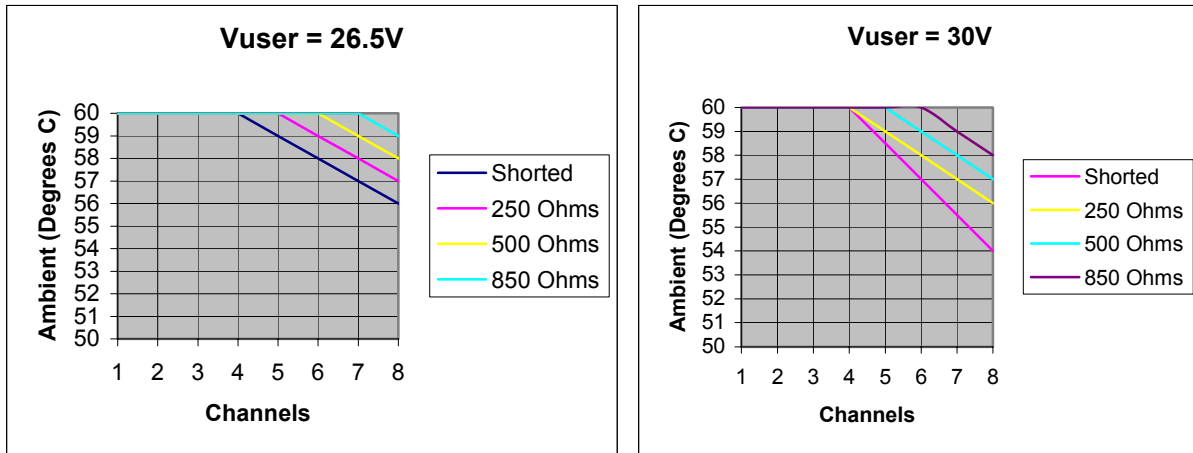 Vuser = 26.5V
Ambient (Degrees C)
60
59
58
57
56
55
54
53
52
51
50
1 2 3 4 5 6 7 8
Channels
Shorted
250 Ohms
500 Ohms
850 Ohms
Vuser = 30V
Ambient (Degrees C)
60
59
58
57
56
55
54
53
52
51
50
1 2 3 4 5 6 7 8
Channels
Shorted
250 Ohms
500 Ohms
850 Ohms